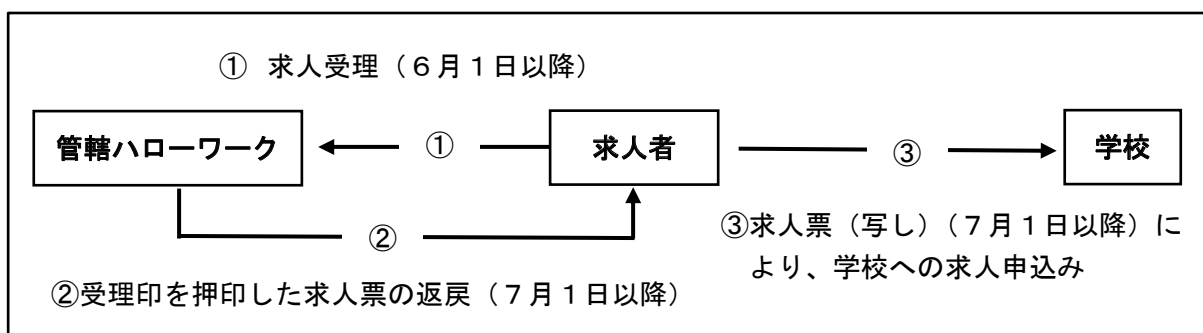 ① 求人受理（６月１日以降）
管轄ハローワーク
①
求人者
③
学校
②
③求人票（写し）（７月１日以降）に
より、学校への求人申込み
②受理印を押印した求人票の返戻（７月１日以降）